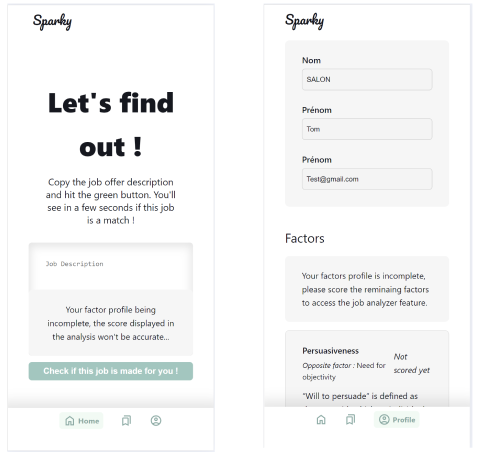 Sparky
Let's find
out !
Copy the job offer description
and hit the green button. You'll
see in a few seconds if this job
is a match !
Job Description
Your factor profile being
incomplete, the score displayed in
the analysis won't be accurate...
Check if this job is made for you !
Home
Sparky
Nom
SALON
Prénom
Tom
Prénom
Test@gmail.com
Factors
Your factors profile is incomplete,
please score the reminaing factors
to access the job analyzer feature.
Persuasiveness
Opposite factor : Need for
objectivity
Not
scored yet
"Will to persuade" is defined as
Profile